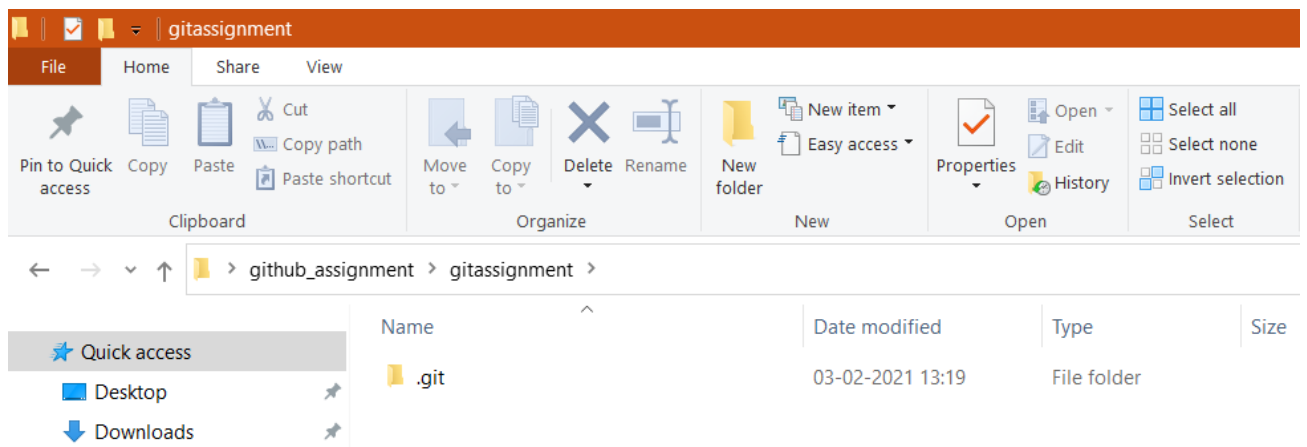 gitassignment
File Home Share View
Pin to Quick access
Copy
Paste
Cut
Copy path
Paste shortcut
Clipboard
Move to
Copy to
Delete
Rename
Organize
New folder
New item
Easy access
New
Properties
Open
Edit
History
Open
Select all
Select none
Invert selection
Select
github_assignment > gitassignment >
Name Date modified Type Size
Quick access
.git 03-02-2021 13:19 File folder
Desktop
Downloads